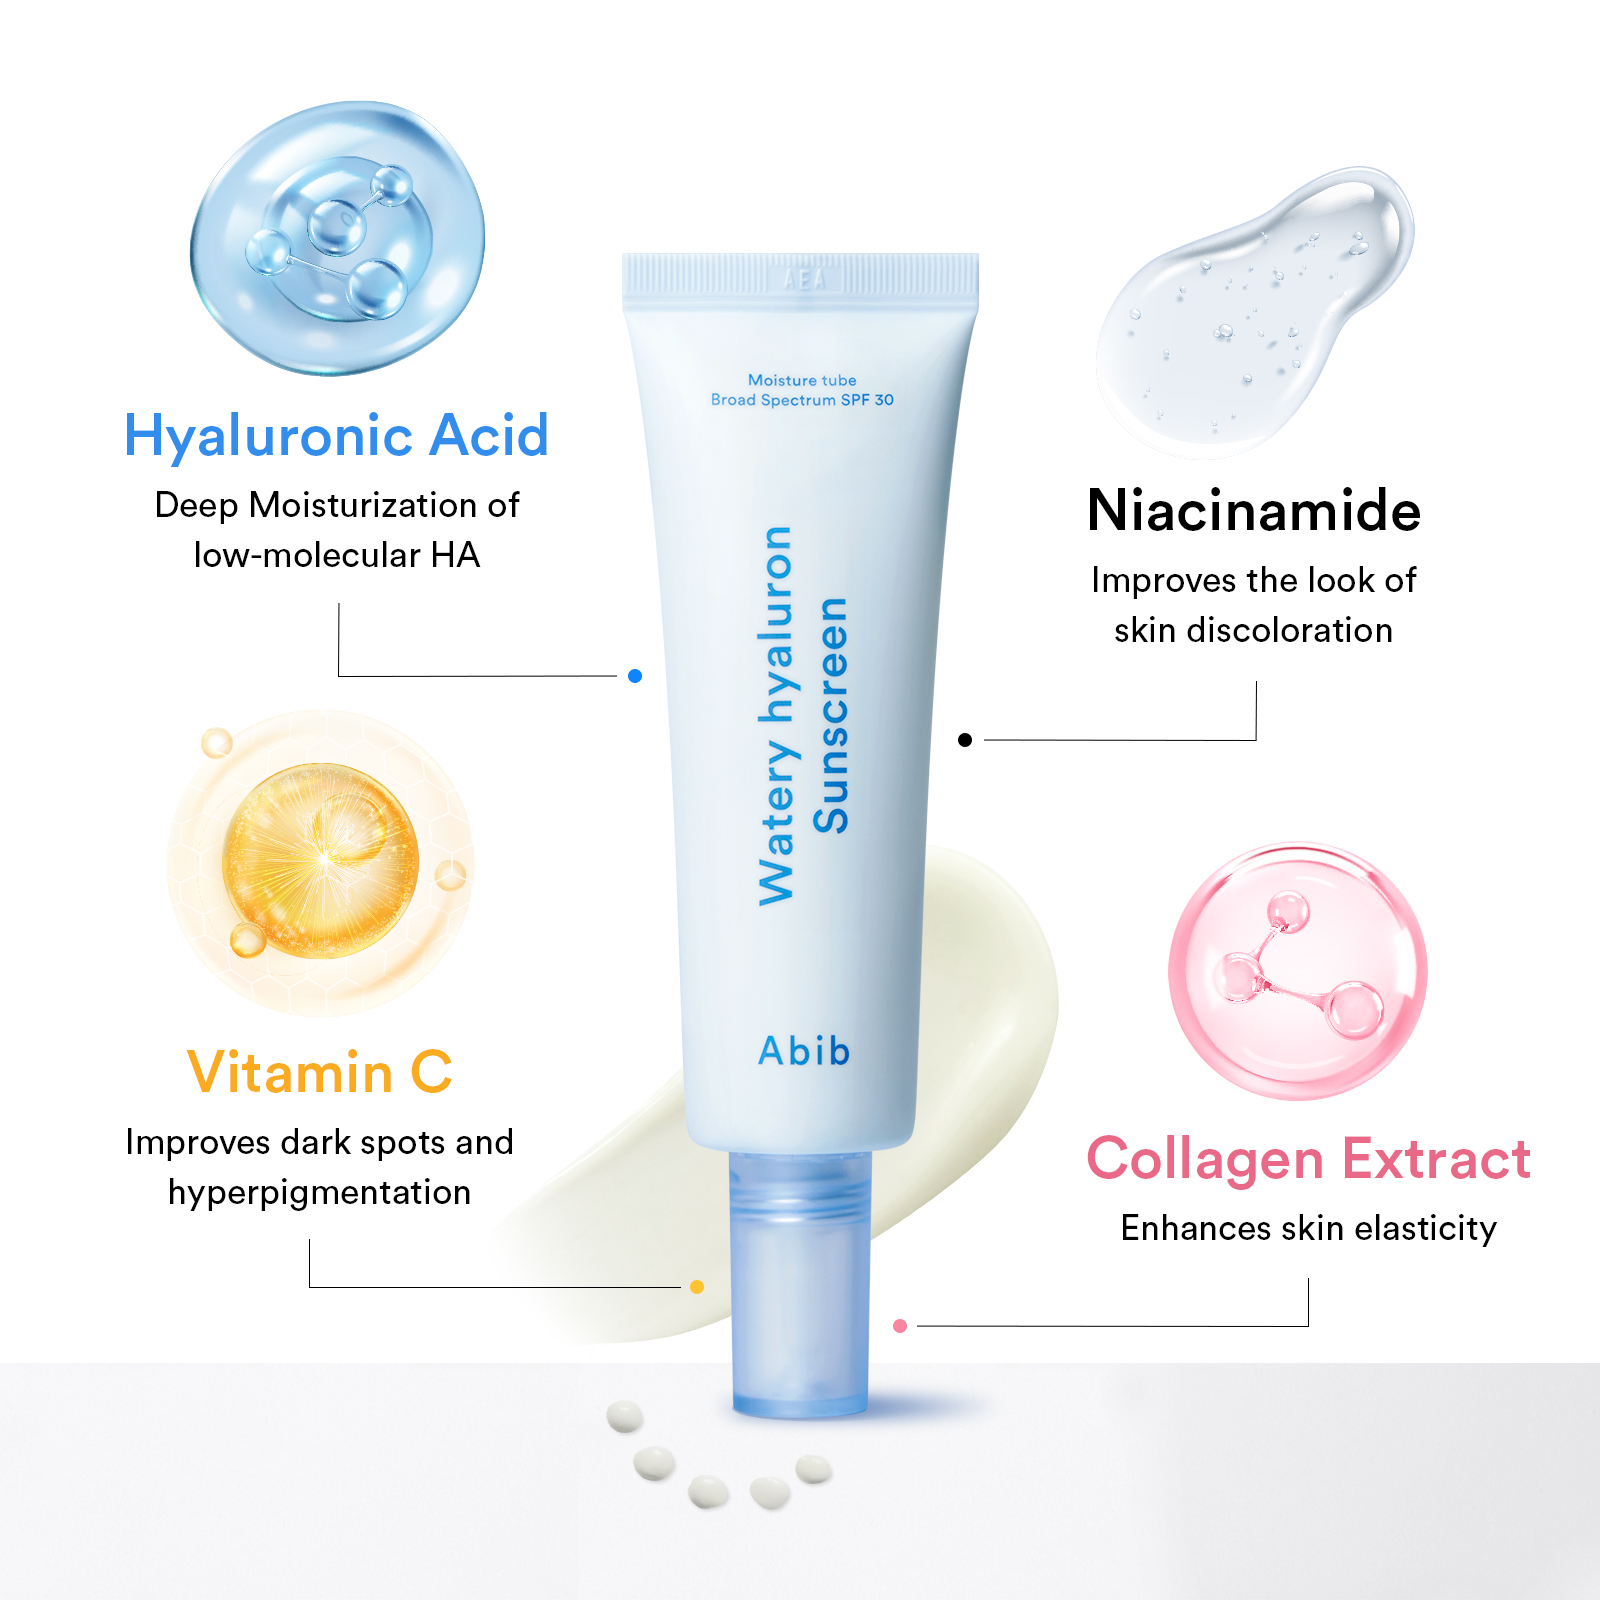 AEA
Moisture tube
Broad Spectrum SPF 30
Watery hyaluron
Sunscreen
Abib
Hyaluronic Acid
Deep Moisturization of
low-molecular HA
Niacinamide
Improves the look of
skin discoloration
Vitamin C
Improves dark spots and
hyperpigmentation
Collagen Extract
Enhances skin elasticity